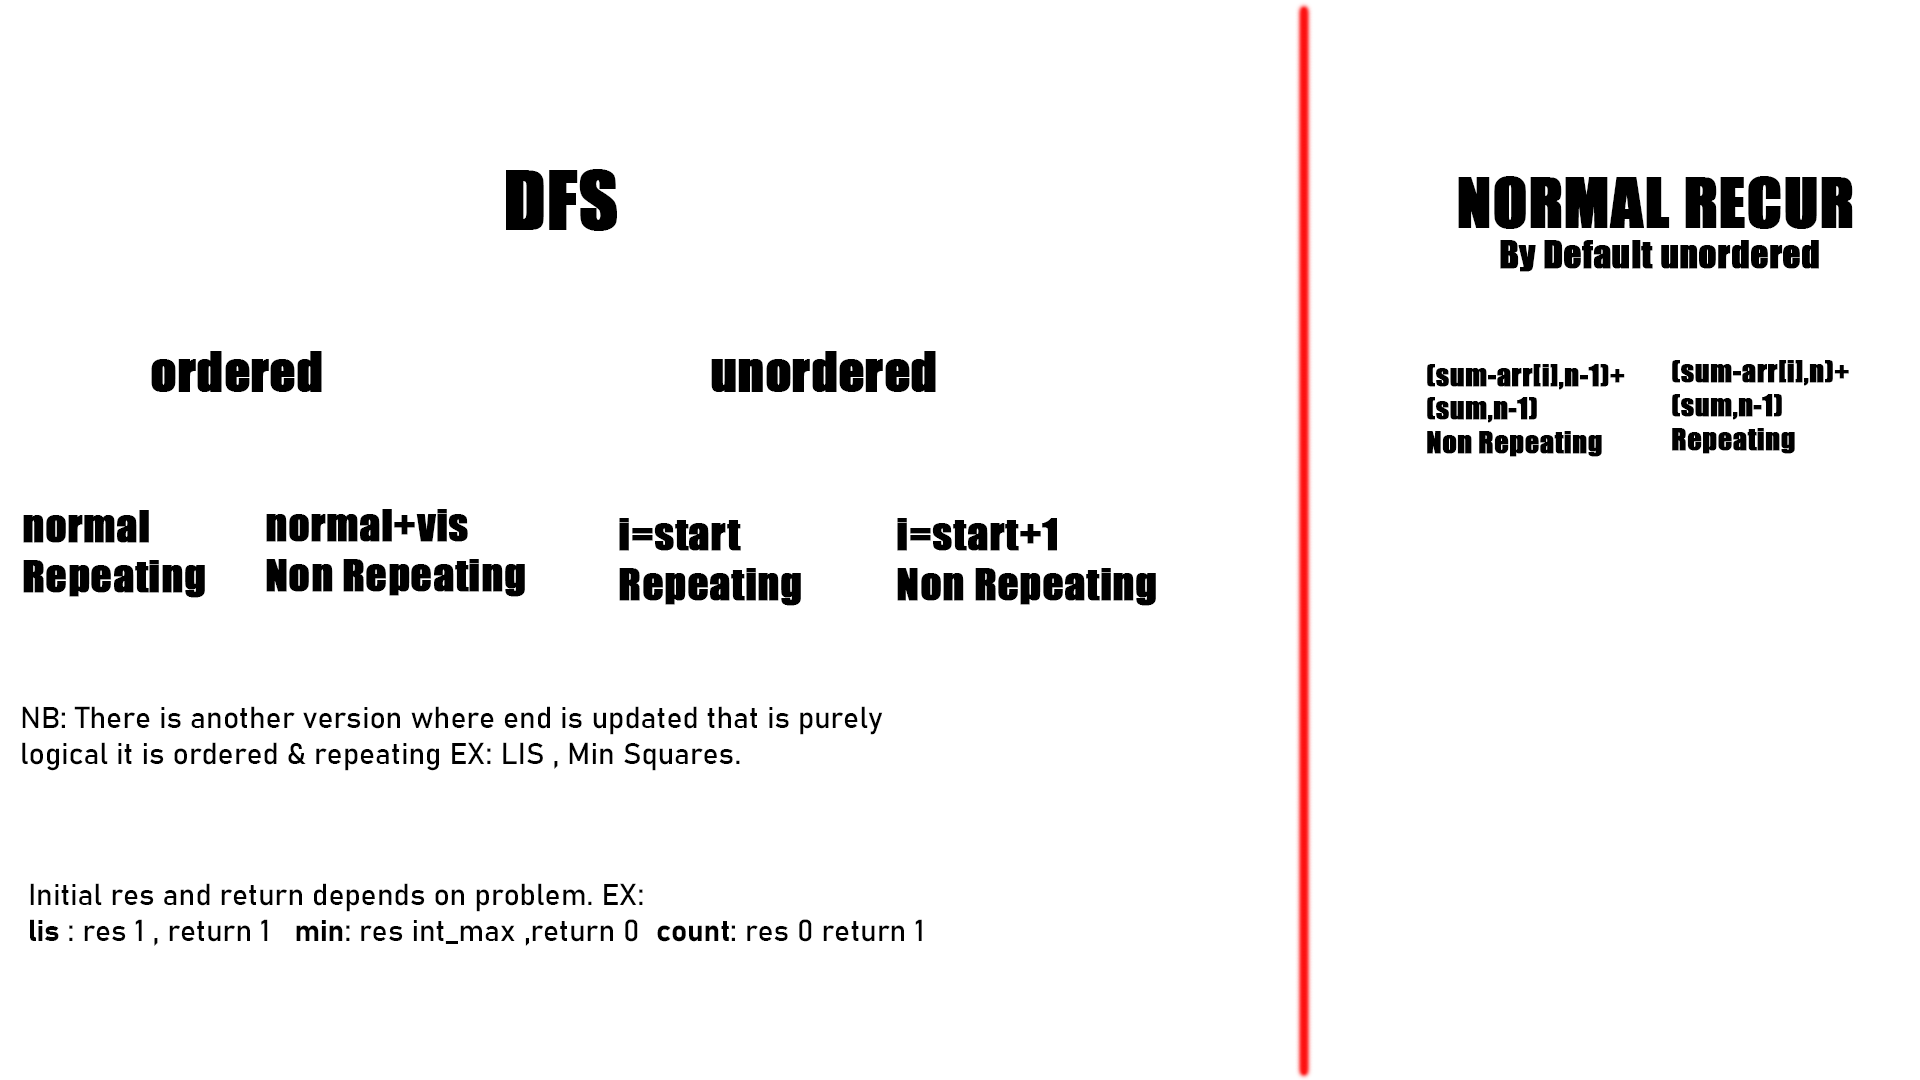 DFS
ordered
unordered
normal
Repeating
normal+vis
Non Repeating
i=start
Repeating
i=start+1
Non Repeating
NB: There is another version where end is updated that is purely
logical it is ordered & repeating EX: LIS , Min Squares.
Initial res and return depends on problem. EX:
lis : res 1 , return 1 min: res int_max ,return 0 count: res 0 return 1
NORMAL RECUR
By Default unordered
(sum-arr[i],n-1)+
(sum,n-1)
Non Repeating
(sum-arr[i],n)+
(sum,n-1)
Repeating